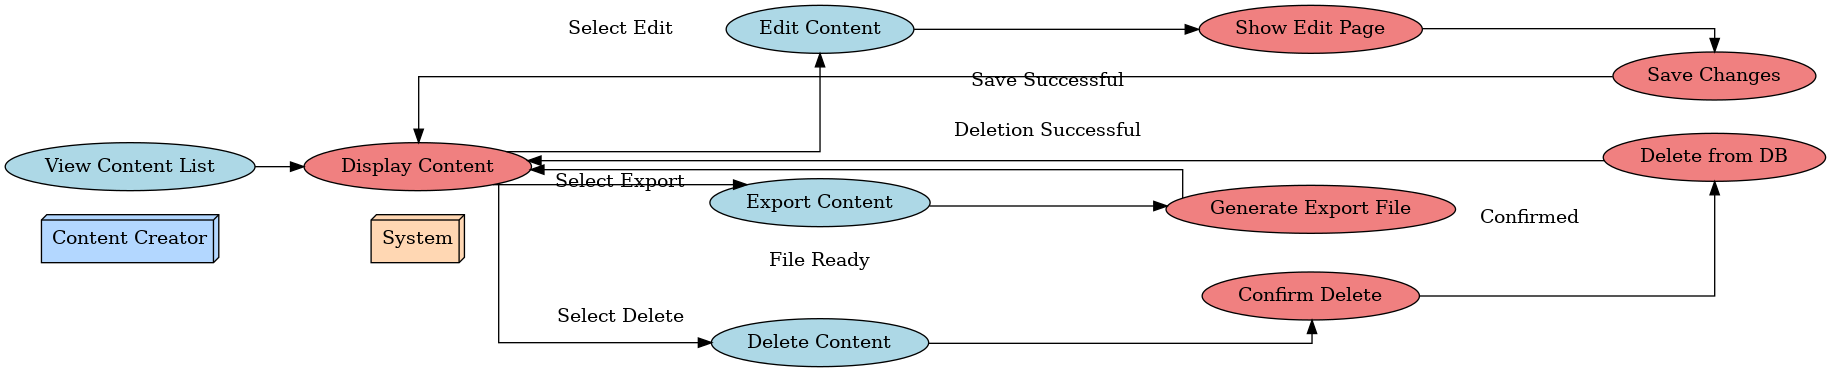 Select Edit
Edit Content
Show Edit Page
Save Successful
Save Changes
Deletion Successful
View Content List
Display Content
Delete from DB
Select Export
Export Content
Generate Export File
Confirmed
Content Creator
System
File Ready
Confirm Delete
Select Delete
Delete Content